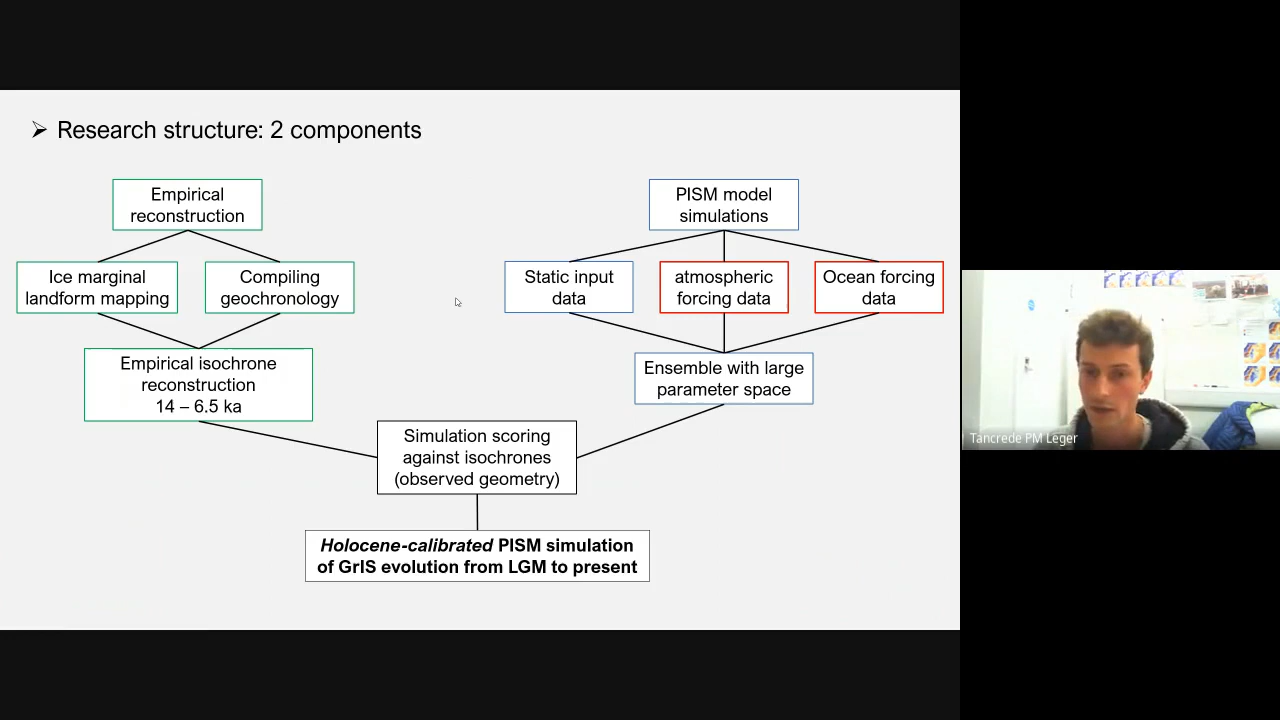 Research structure: 2 components
Empirical
reconstruction
PISM model
simulations
Ice marginal
landform mapping
Compiling
geochronology
Static input
data
atmospheric
forcing data
Ocean forcing
data
Empirical isochrone
reconstruction
14 – 6.5 ka
Ensemble with large
parameter space
Simulation scoring
against isochrones
(observed geometry)
Holocene-calibrated PISM simulation
of GrIS evolution from LGM to present
Tancrede PM Leger